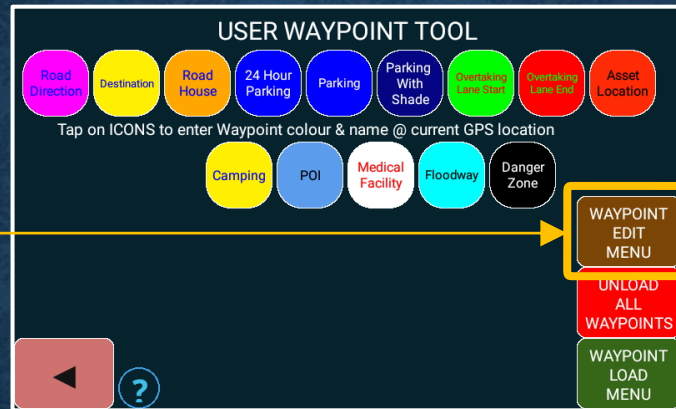 USER WAYPOINT TOOL
Road
Direction
Destination
Road
House
24 Hour
Parking
Parking
Parking
With
Shade
Overtaking
Lane Start
Overtaking
Lane End
Asset
Location
Tap on ICONS to enter Waypoint colour & name @ current GPS location
Camping
POI
Medical
Facility
Floodway
Danger
Zone
WAYPOINT
EDIT
MENU
UNLOAD
ALL
WAYPOINTS
WAYPOINT
LOAD
MENU
?